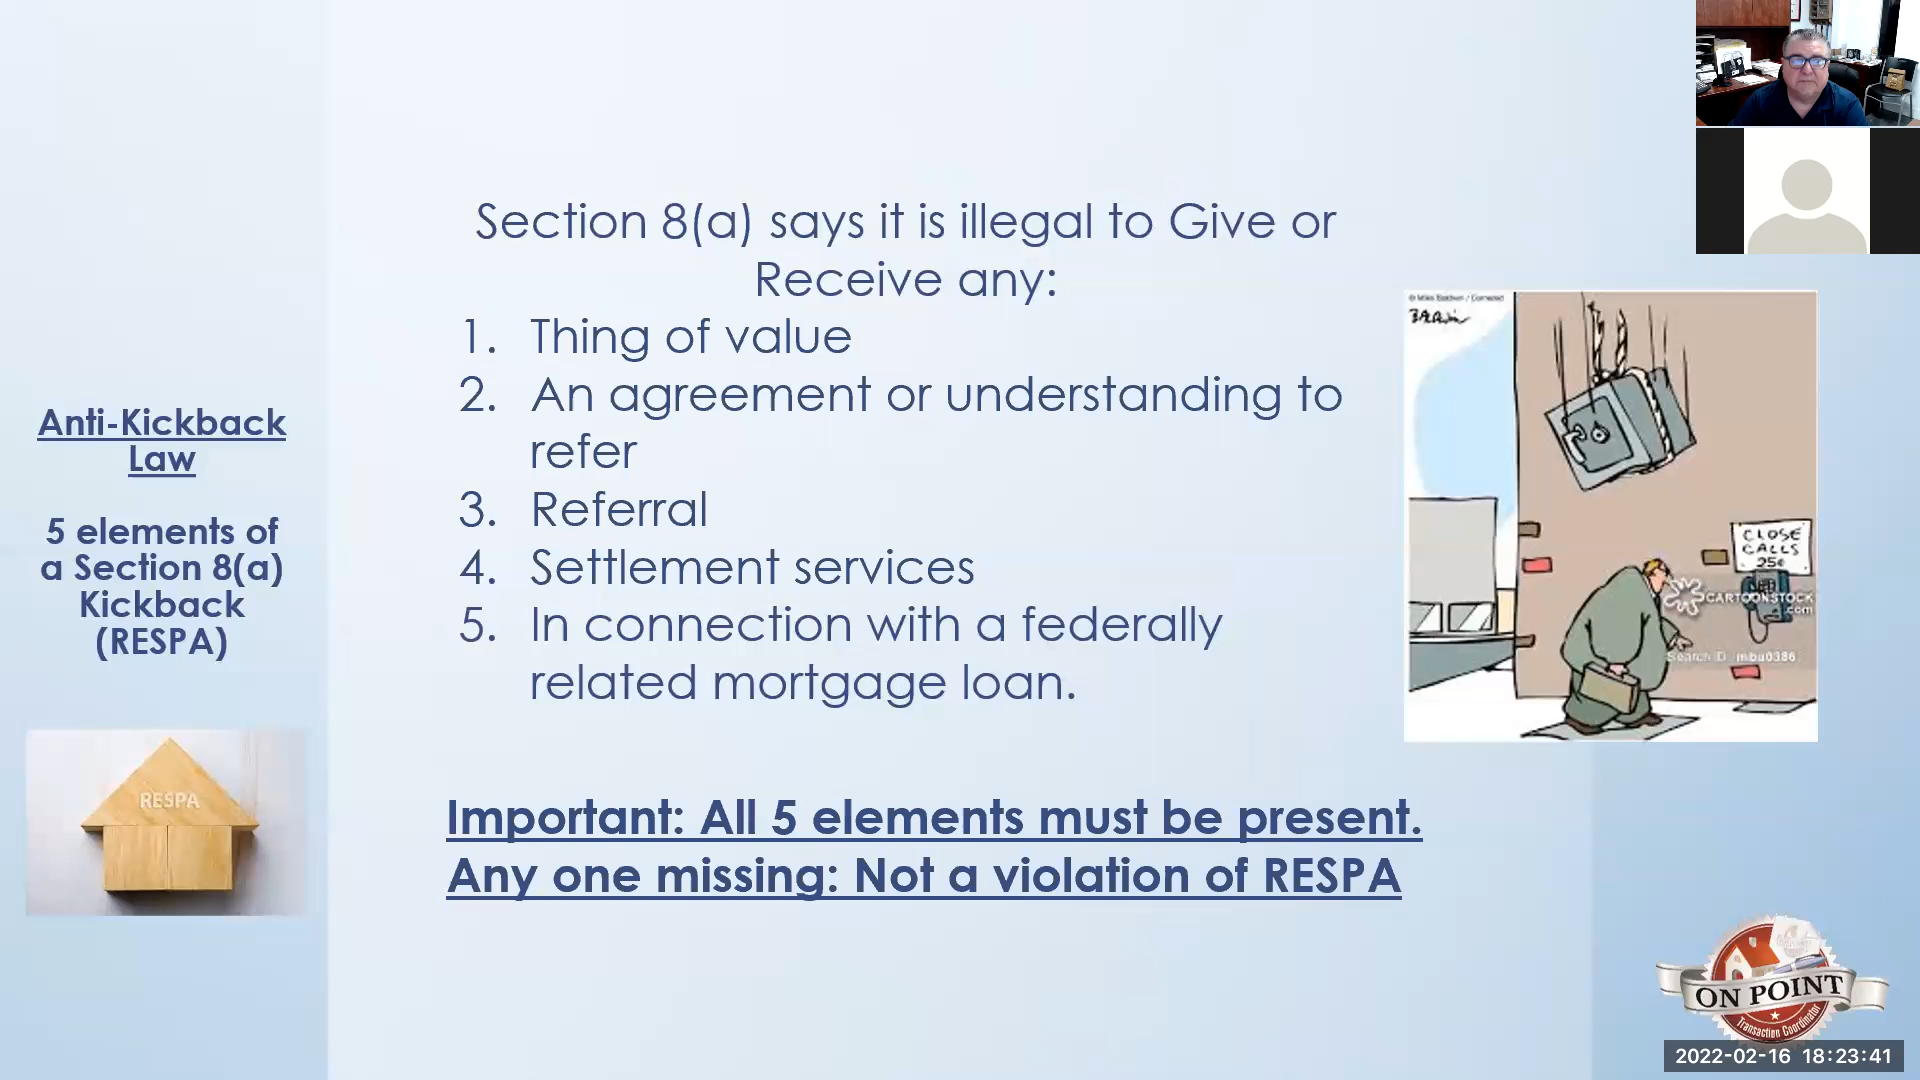 Section 8(a) says it is illegal to Give or
Receive any:
1. Thing of value
2. An agreement or understanding to
refer
3. Referral
4. Settlement services
5. In connection with a federally
related mortgage loan.
Important: All 5 elements must be present.
Any one missing: Not a violation of RESPA
Anti-Kickback
Law
5 elements of
a Section 8(a)
Kickback
(RESPA)
RESPA
© Mike Baldwin / Cornered
CLOSE
CALLS
25¢
CARTOONSTOCK
.com
Search ID: mbu0386
ON POINT
Transaction Coordinator
2022-02-16 18:23:41